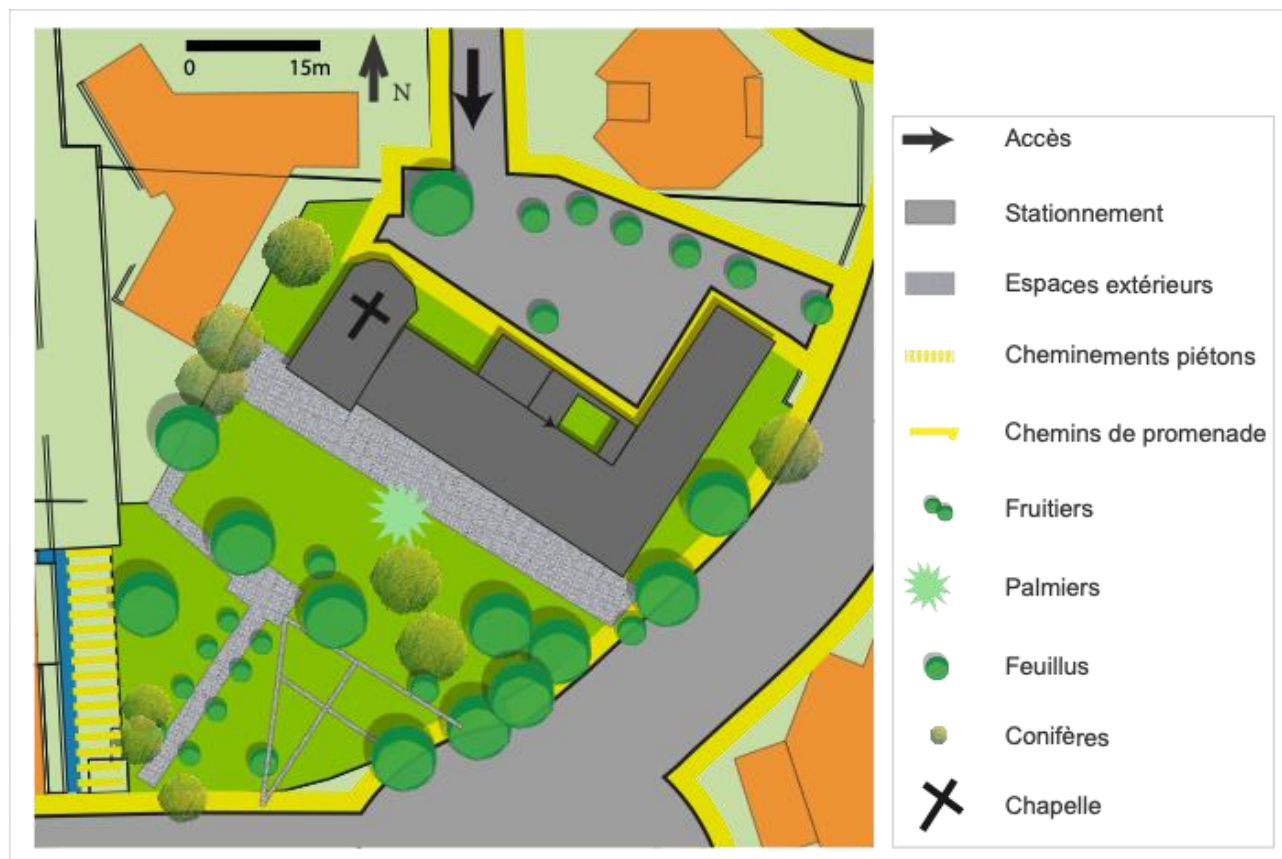 0 15m
N
Accès
Stationnement
Espaces extérieurs
Cheminements piétons
Chemins de promenade
Fruitiers
Palmiers
Feuillus
Conifères
Chapelle